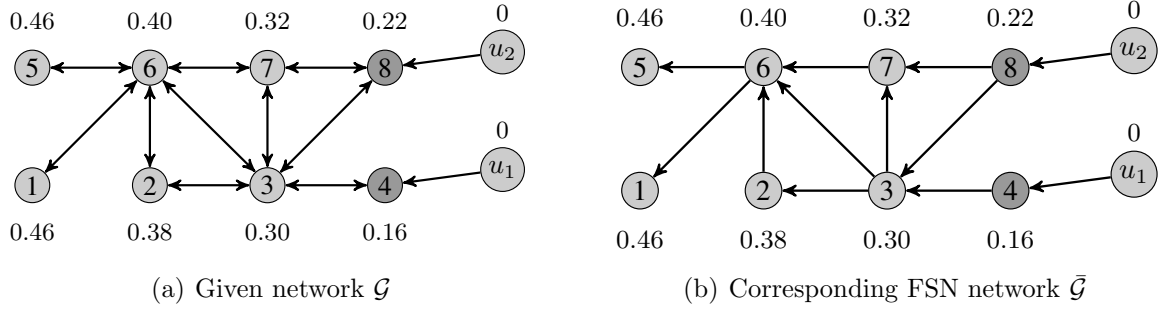 0.46 0.40 0.32 0.22 0
5 6 7 8 u₂
0
1 2 3 4 u₁
0.46 0.38 0.30 0.16
(a) Given network 𝒢
0.46 0.40 0.32 0.22 0
5 6 7 8 u₂
0
1 2 3 4 u₁
0.46 0.38 0.30 0.16
(b) Corresponding FSN network 𝒢̄